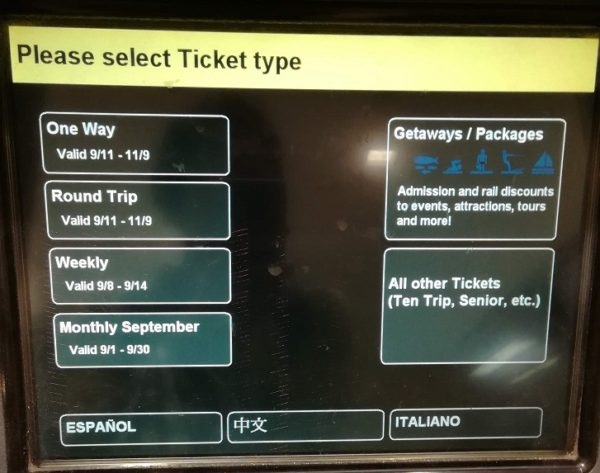 Please select Ticket type
One Way
Valid 9/11 - 11/9
Round Trip
Valid 9/11 - 11/9
Weekly
Valid 9/8 - 9/14
Monthly September
Valid 9/1 - 9/30
Getaways / Packages
Admission and rail discounts
to events, attractions, tours
and more!
All other Tickets
(Ten Trip, Senior, etc.)
ESPAÑOL
中文
ITALIANO